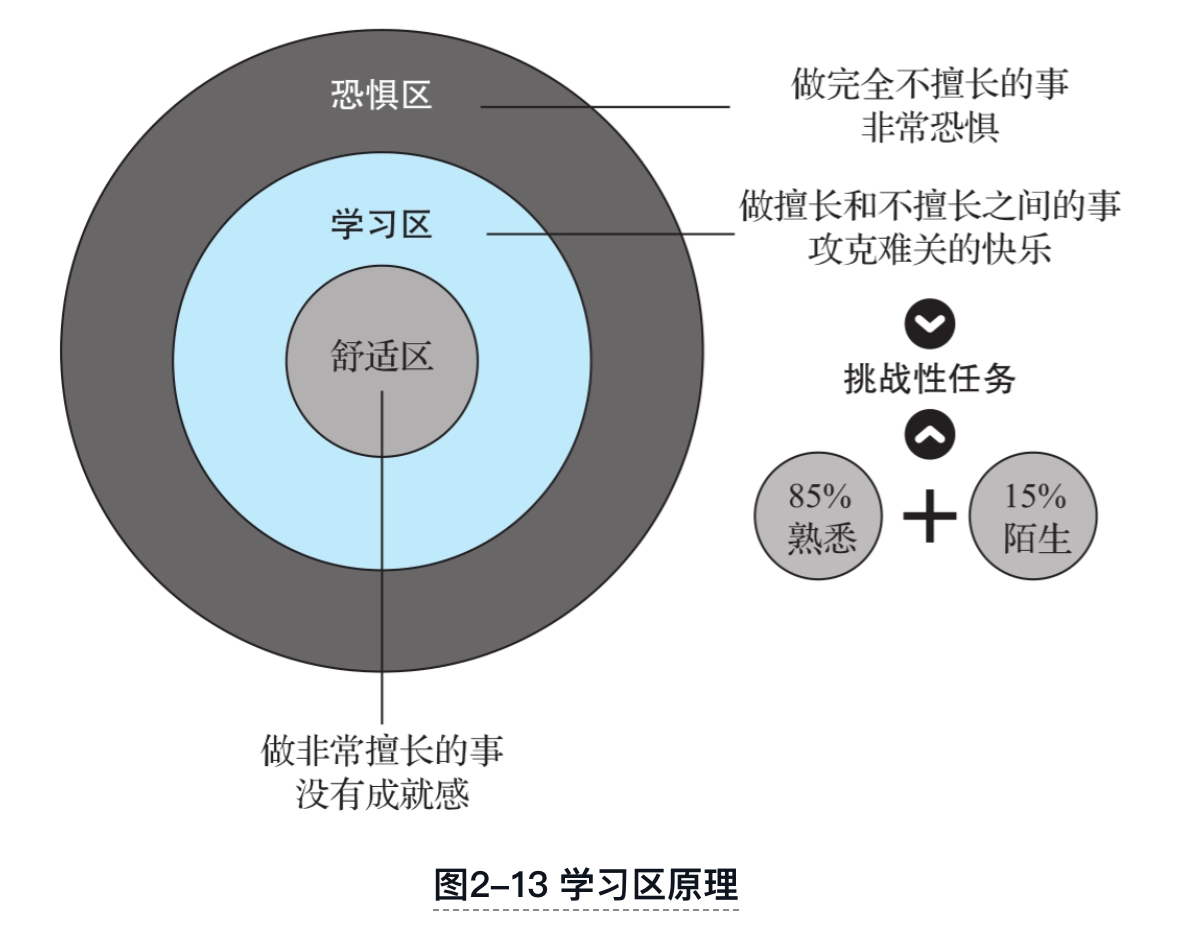 恐惧区
做完全不擅长的事
非常恐惧
学习区
做擅长和不擅长之间的事
攻克难关的快乐
舒适区
挑战性任务
85%
熟悉
+
15%
陌生
做非常擅长的事
没有成就感
图2-13 学习区原理